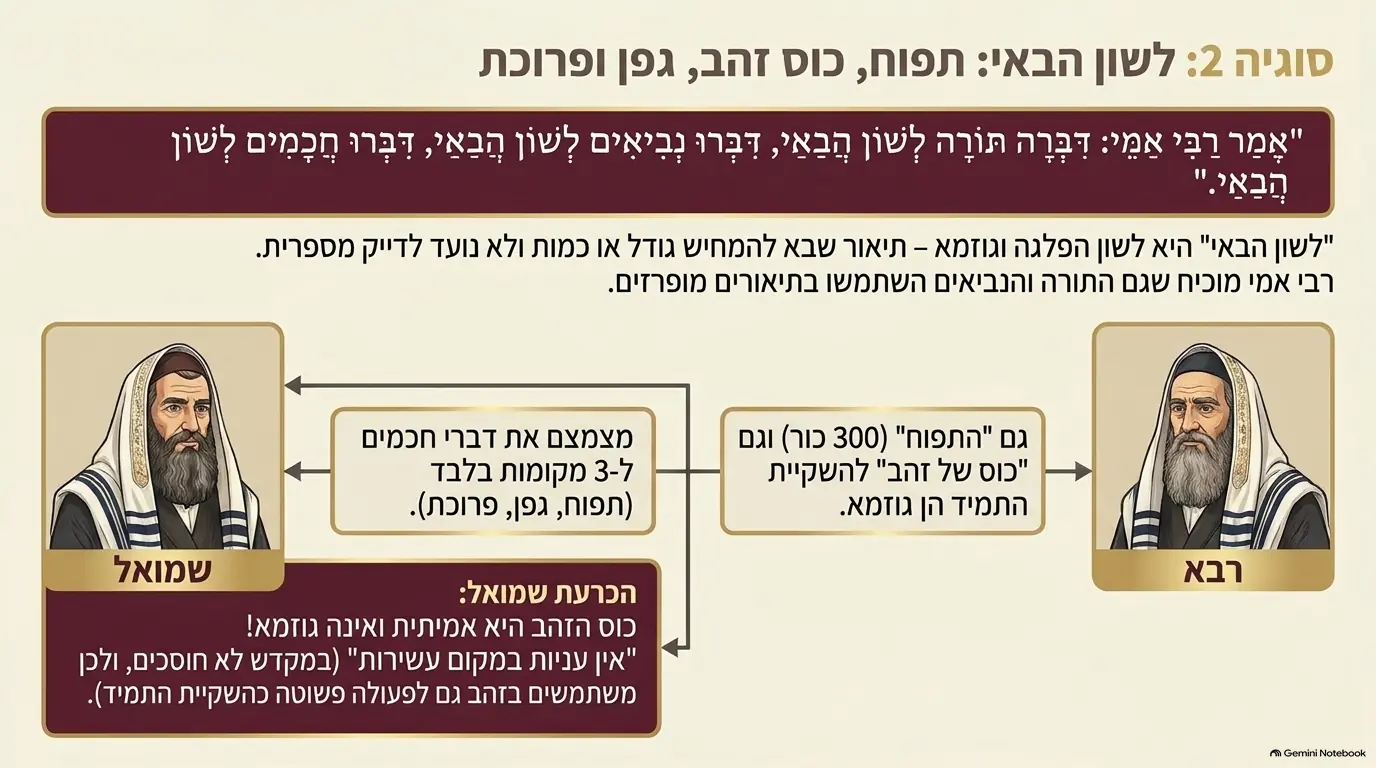 סוגיה 2: לשון הבאי: תפוח, כוס זהב, גפן ופרוכת
"אָמַר רַבִּי אַמֵּי: דִּבְּרָה תּוֹרָה לְשׁוֹן הֲבַאַי, דִּבְּרוּ נְבִיאִים לְשׁוֹן הֲבַאַי, דִּבְּרוּ חֲכָמִים לְשׁוֹן
הֲבַאַי."
"לשון הבאי" היא לשון הפלגה וגוזמא – תיאור שבא להמחיש גודל או כמות ולא נועד לדייק מספרית.
רבי אמי מוכיח שגם התורה והנביאים השתמשו בתיאורים מופרזים.
גם "התפוח" (300 כור) וגם
"כוס של זהב" להשקיית
התמיד הן גוזמא.
רבא
מצמצם את דברי חכמים
ל-3 מקומות בלבד
(תפוח, גפן, פרוכת).
שמואל
הכרעת שמואל:
כוס הזהב היא אמיתית ואינה גוזמא!
"אין עניות במקום עשירות" (במקדש לא חוסכים, ולכן
משתמשים בזהב גם לפעולה פשוטה כהשקיית התמיד).
Gemini Notebook